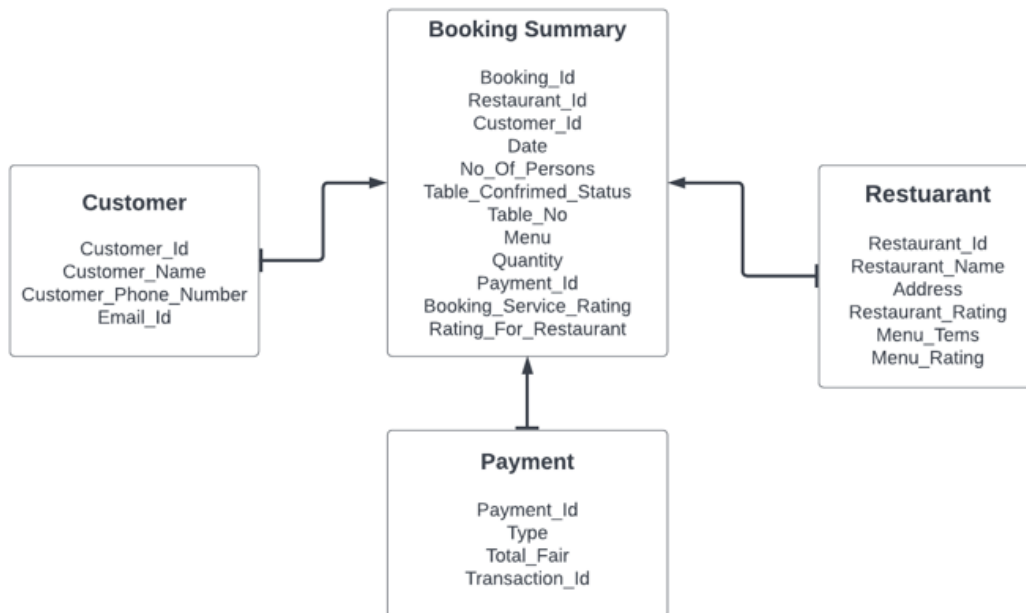 Booking Summary
Booking_Id
Restaurant_Id
Customer_Id
Date
No_Of_Persons
Table_Confrimed_Status
Table_No
Menu
Quantity
Payment_Id
Booking_Service_Rating
Rating_For_Restaurant
Customer
Customer_Id
Customer_Name
Customer_Phone_Number
Email_Id
Restuarant
Restaurant_Id
Restaurant_Name
Address
Restaurant_Rating
Menu_Tems
Menu_Rating
Payment
Payment_Id
Type
Total_Fair
Transaction_Id